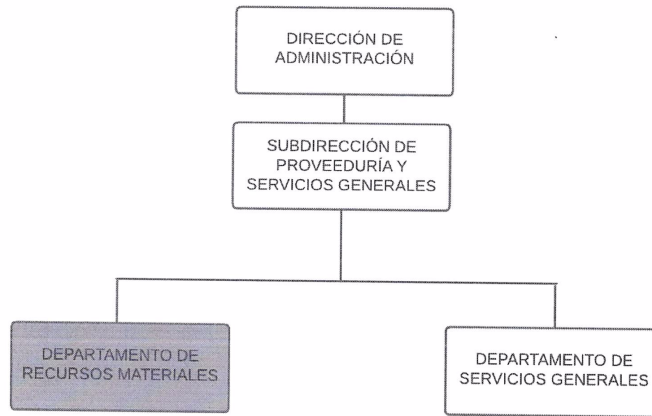 DIRECCIÓN DE
ADMINISTRACIÓN
SUBDIRECCIÓN DE
PROVEEDURÍA Y
SERVICIOS GENERALES
DEPARTAMENTO DE
RECURSOS MATERIALES
DEPARTAMENTO DE
SERVICIOS GENERALES